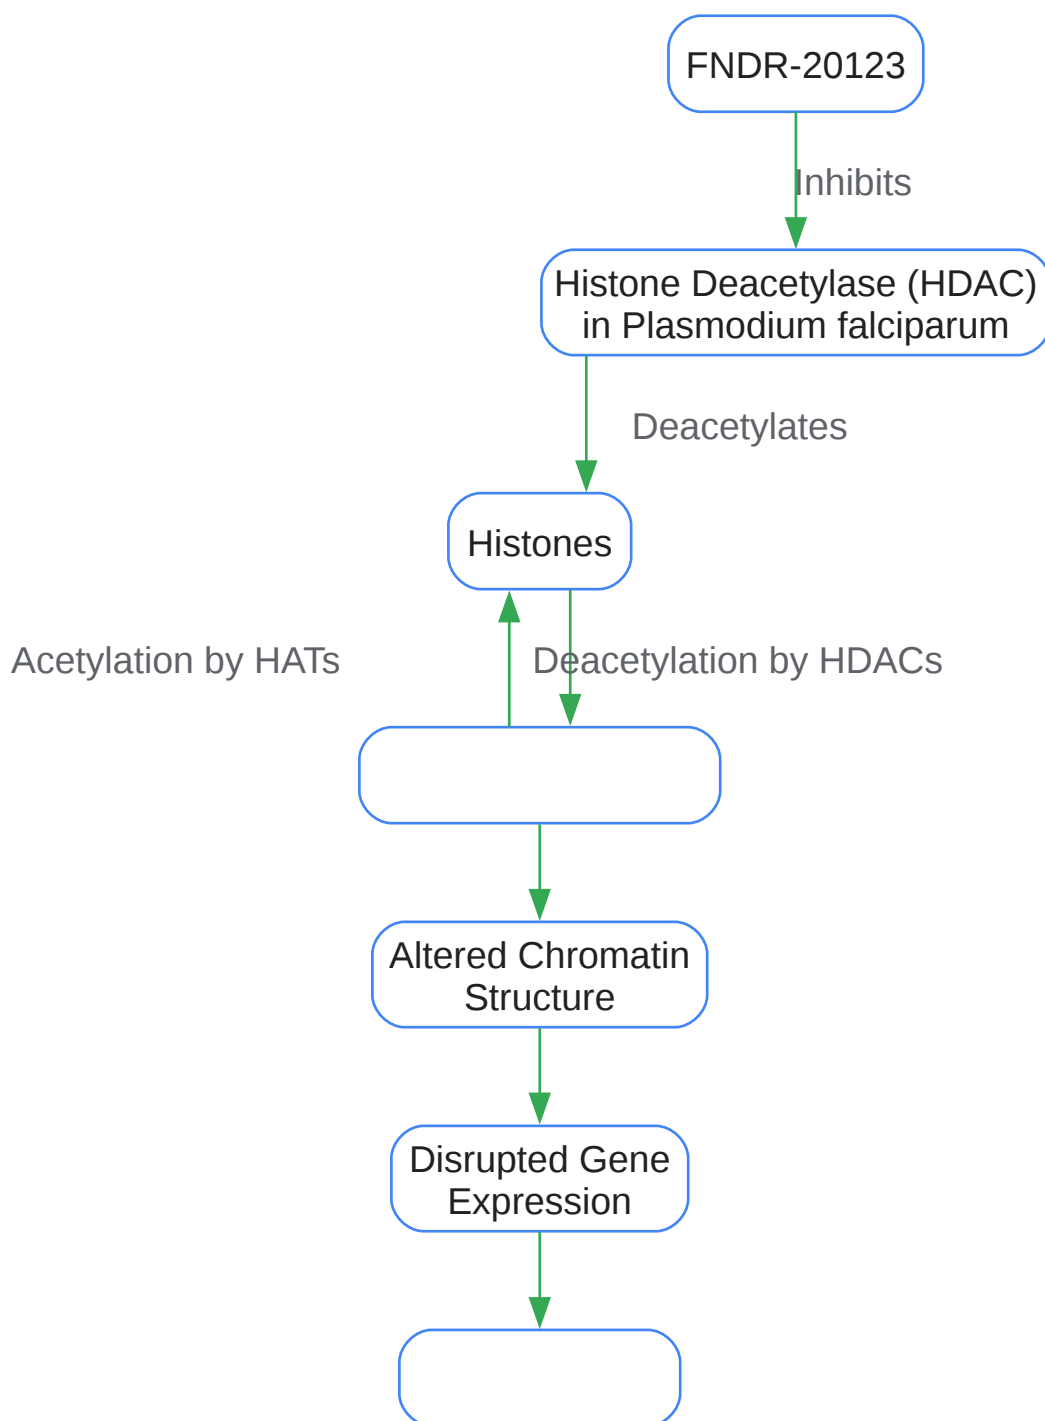 FNDR-20123
Inhibits
Histone Deacetylase (HDAC)
in Plasmodium falciparum
Deacetylates
Histones
Acetylation by HATs
Deacetylation by HDACs
Altered Chromatin
Structure
Disrupted Gene
Expression